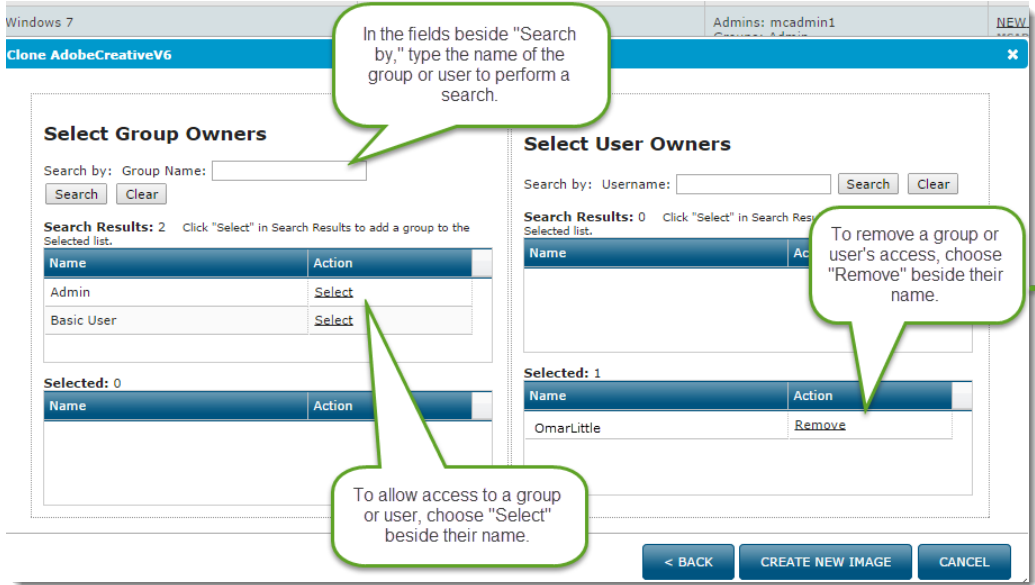 Windows 7
Admins: mcadmin1
NEW
Clone AdobeCreativeV6
x
In the fields beside "Search
by," type the name of the
group or user to perform a
search.
Select Group Owners
Search by: Group Name:
Search Clear
Search Results: 2 Click "Select" in Search Results to add a group to the
Selected list.
Name Action
Admin Select
Basic User Select
Selected: 0
Name Action
To allow access to a group
or user, choose "Select"
beside their name.
Select User Owners
Search by: Username: Search Clear
Search Results: 0 Click "Select" in Search
Selected list.
Name
To remove a group or
user's access, choose
"Remove" beside their
name.
Selected: 1
Name Action
OmarLittle Remove
< BACK CREATE NEW IMAGE CANCEL